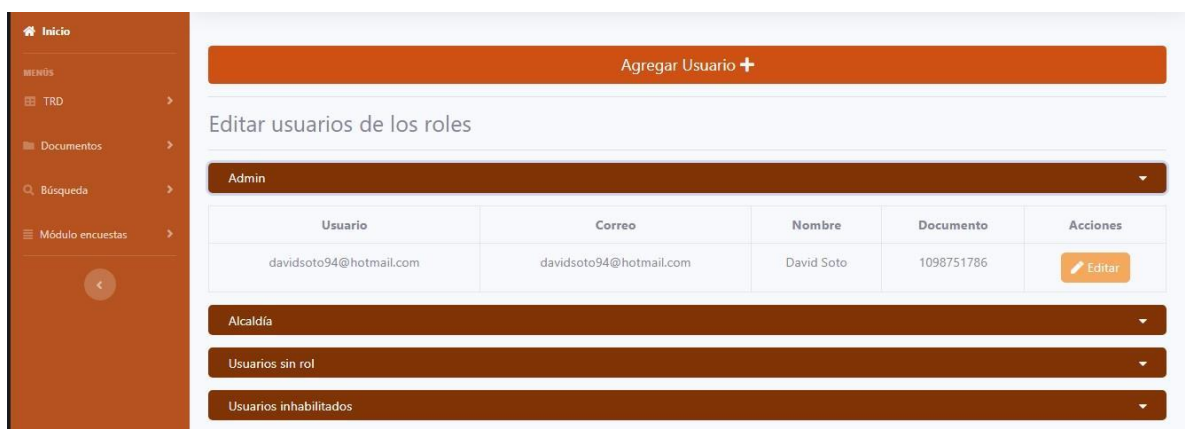 Inicio
MENÚS
TRD
Documentos
Búsqueda
Módulo encuestas
Agregar Usuario
Editar usuarios de los roles
Admin
Usuario Correo Nombre Documento Acciones
davidsoto94@hotmail.com davidsoto94@hotmail.com David Soto 1098751786 Editar
Alcaldía
Usuarios sin rol
Usuarios inhabilitados